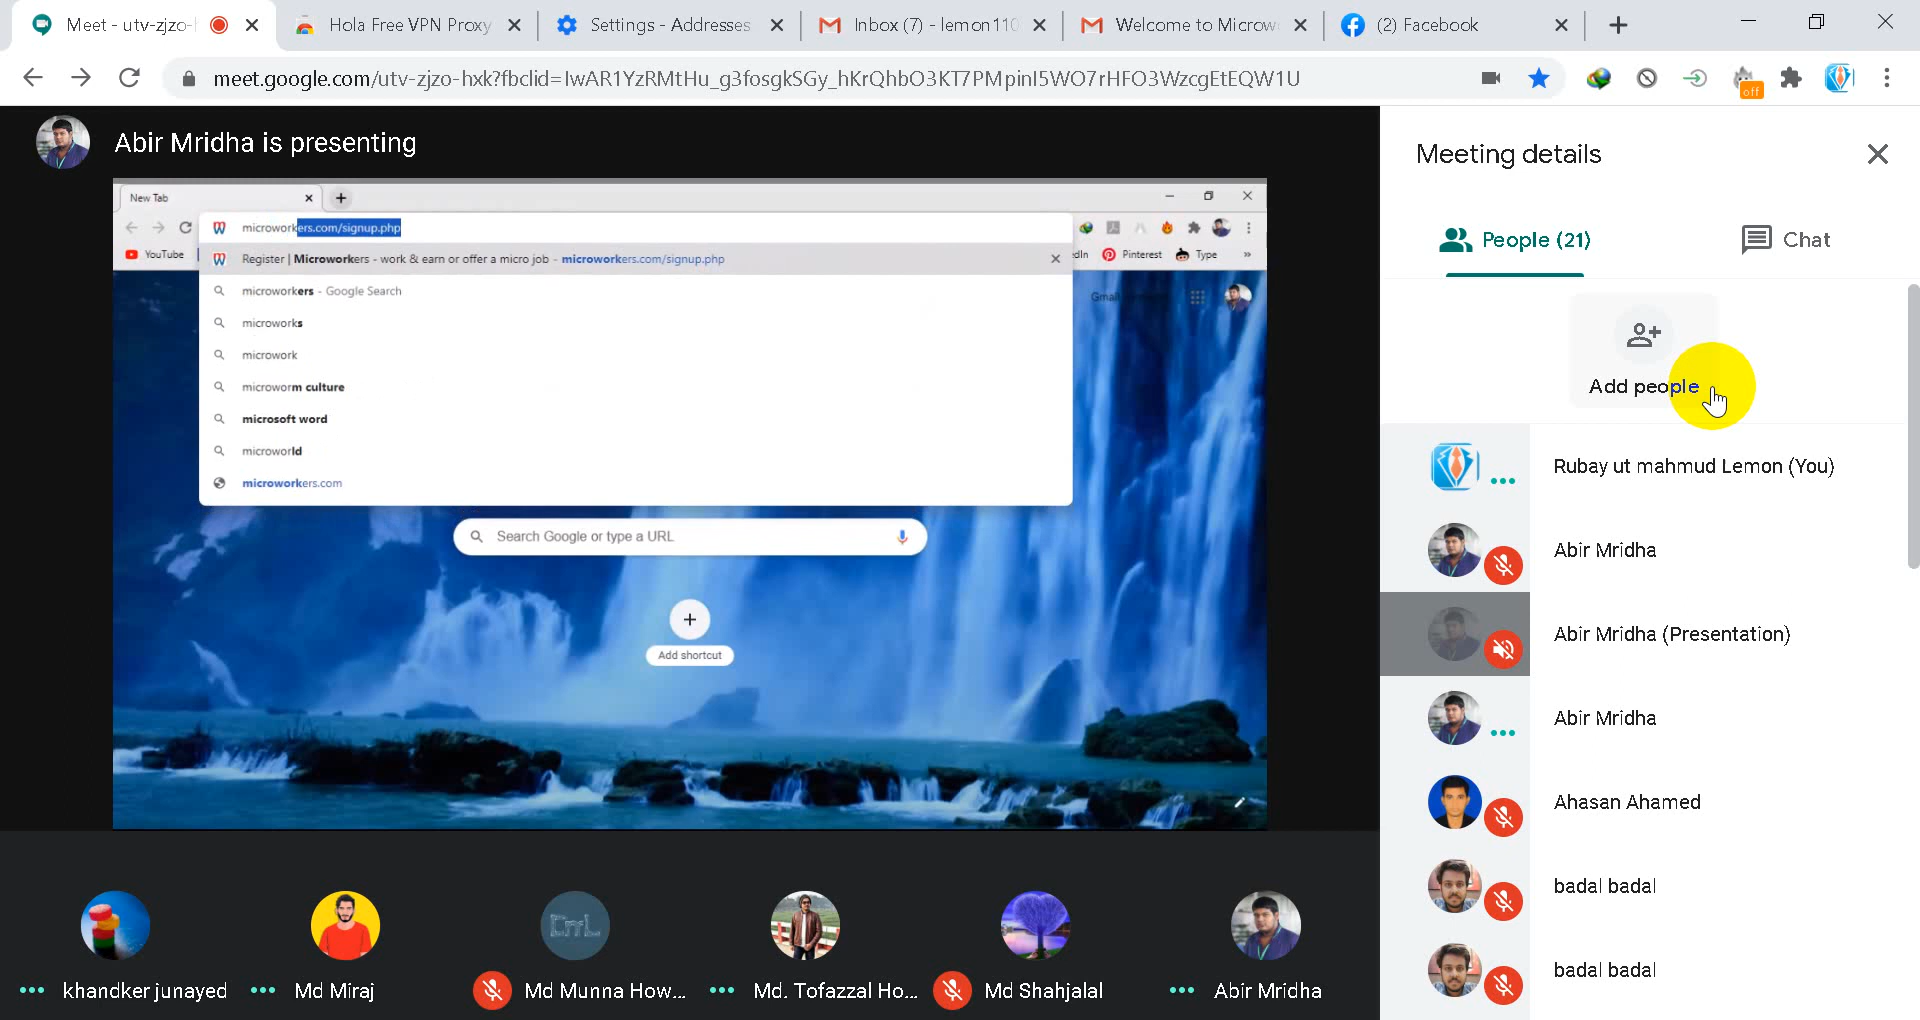 Meet - utv-zjzo-
Hola Free VPN Proxy
Settings - Addresses
Inbox (7) - lemon110
Welcome to Microw
(2) Facebook
meet.google.com/utv-zjzo-hxk?fbclid=IwAR1YzRMtHu_g3fosgkSGy_hKrQhbO3KT7PMpinI5WO7rHFO3WzcgEtEQW1U
off
Abir Mridha is presenting
New Tab
microworkers.com/signup.php
YouTube
Register | Microworkers - work & earn or offer a micro job - microworkers.com/signup.php
dIn
Pinterest
Type
»
microworkers - Google Search
Gmail
microworks
microwork
microworm culture
microsoft word
microworld
microworkers.com
Search Google or type a URL
Add shortcut
Meeting details
People (21)
Chat
Add people
Rubay ut mahmud Lemon (You)
Abir Mridha
Abir Mridha (Presentation)
Abir Mridha
Ahasan Ahamed
badal badal
badal badal
khandker junayed
Md Miraj
Md Munna How...
Md. Tofazzal Ho...
Md Shahjalal
Abir Mridha